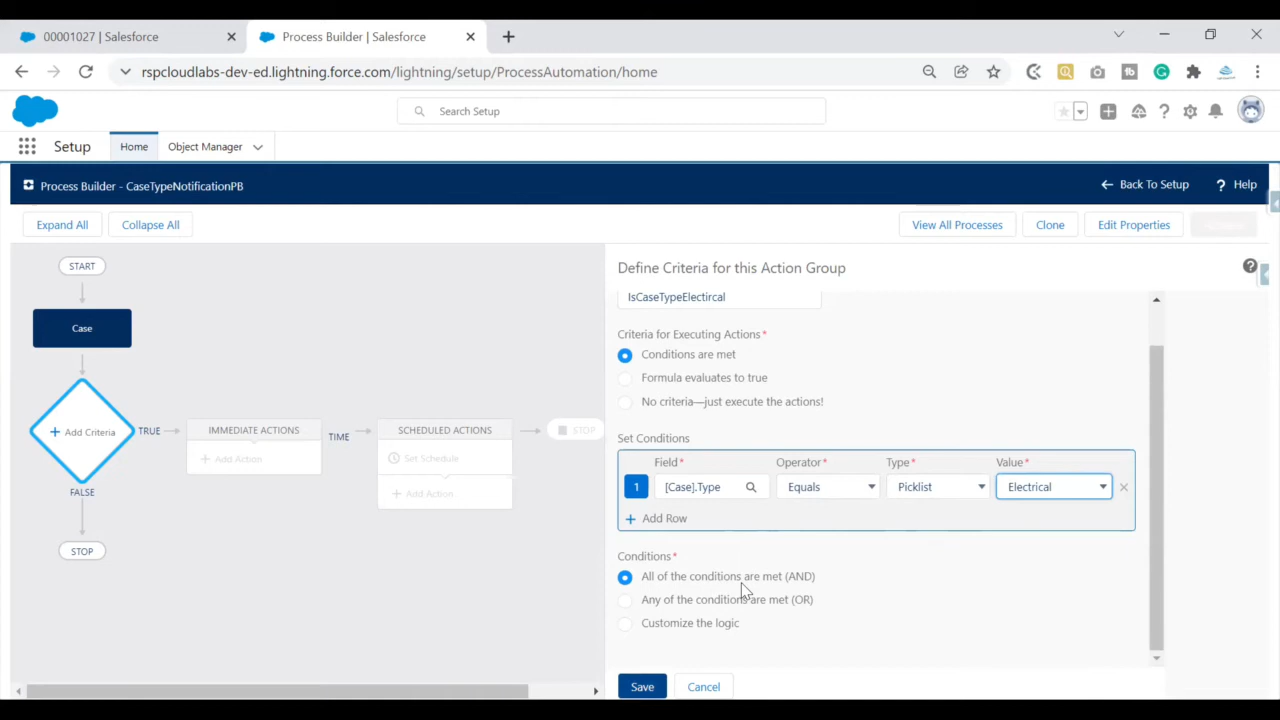 00001027 | Salesforce
Process Builder | Salesforce
rspcloudlabs-dev-ed.lightning.force.com/lightning/setup/ProcessAutomation/home
Search Setup
Setup
Home
Object Manager
Process Builder - CaseTypeNotificationPB
Back To Setup
? Help
Expand All
Collapse All
View All Processes
Clone
Edit Properties
START
Case
+ Add Criteria
TRUE
IMMEDIATE ACTIONS
+ Add Action
TIME
SCHEDULED ACTIONS
Set Schedule
+ Add Action
STOP
FALSE
STOP
Define Criteria for this Action Group
IsCaseTypeElectircal
Criteria for Executing Actions*
Conditions are met
Formula evaluates to true
No criteria—just execute the actions!
Set Conditions
Field* Operator* Type* Value*
1 [Case].Type Equals Picklist Electrical
+ Add Row
Conditions*
All of the conditions are met (AND)
Any of the conditions are met (OR)
Customize the logic
Save
Cancel